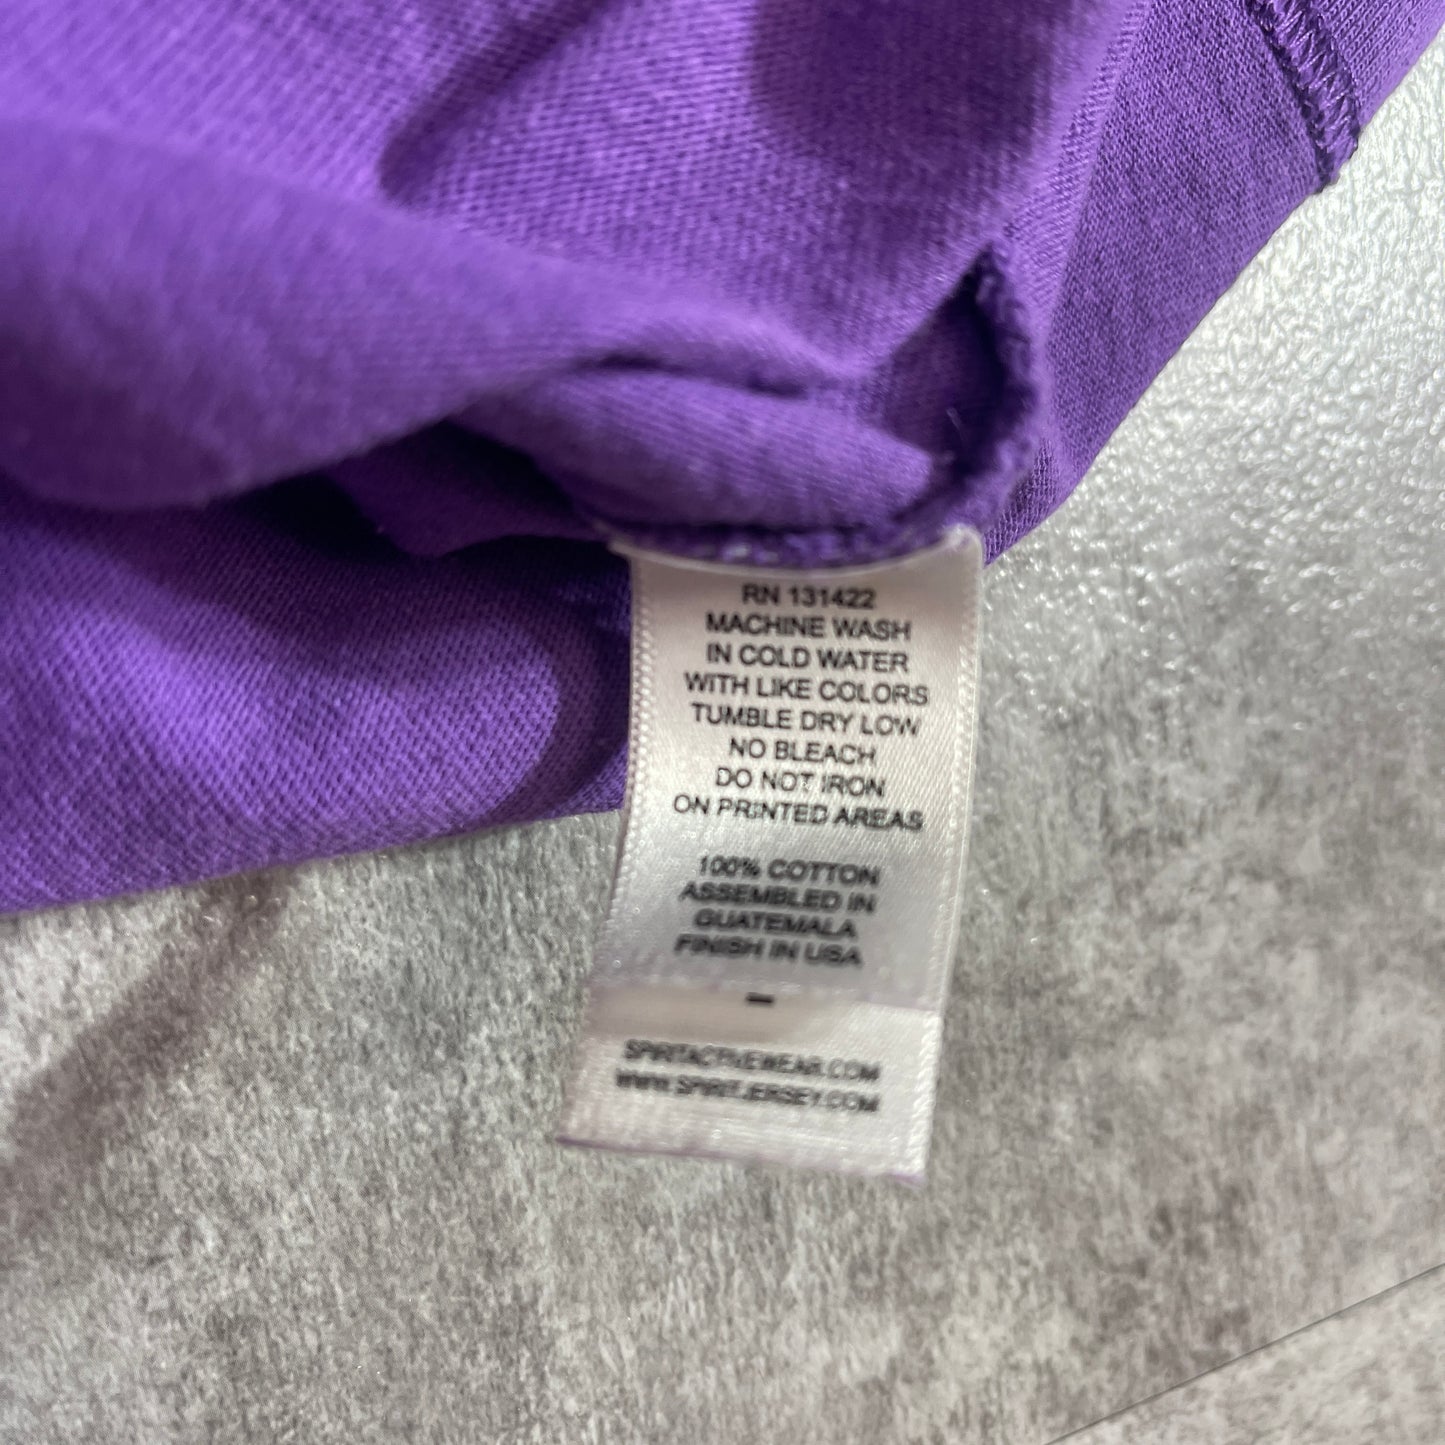 RN 131422
MACHINE WASH
IN COLD WATER
WITH LIKE COLORS
TUMBLE DRY LOW
NO BLEACH
DO NOT IRON
ON PRINTED AREAS
100% COTTON
ASSEMBLED IN
GUATEMALA
FINISH IN USA
SPIRITACTIVEWEAR.COM
WWW.SPIRITJERSEY.COM